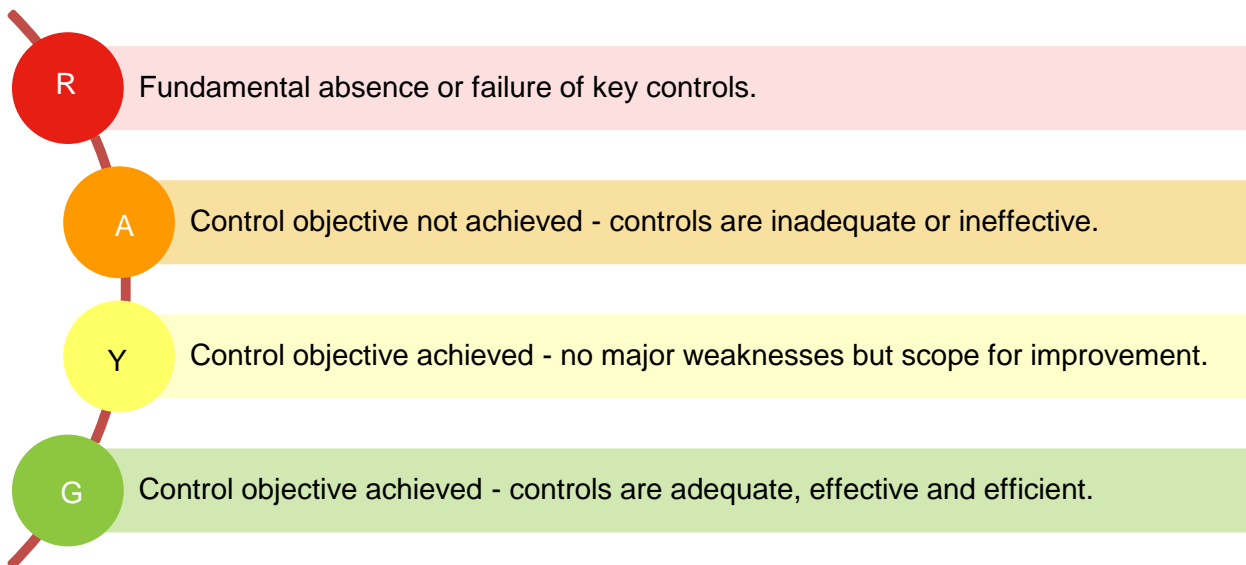 R
Fundamental absence or failure of key controls.
A
Control objective not achieved - controls are inadequate or ineffective.
Y
Control objective achieved - no major weaknesses but scope for improvement.
G
Control objective achieved - controls are adequate, effective and efficient.